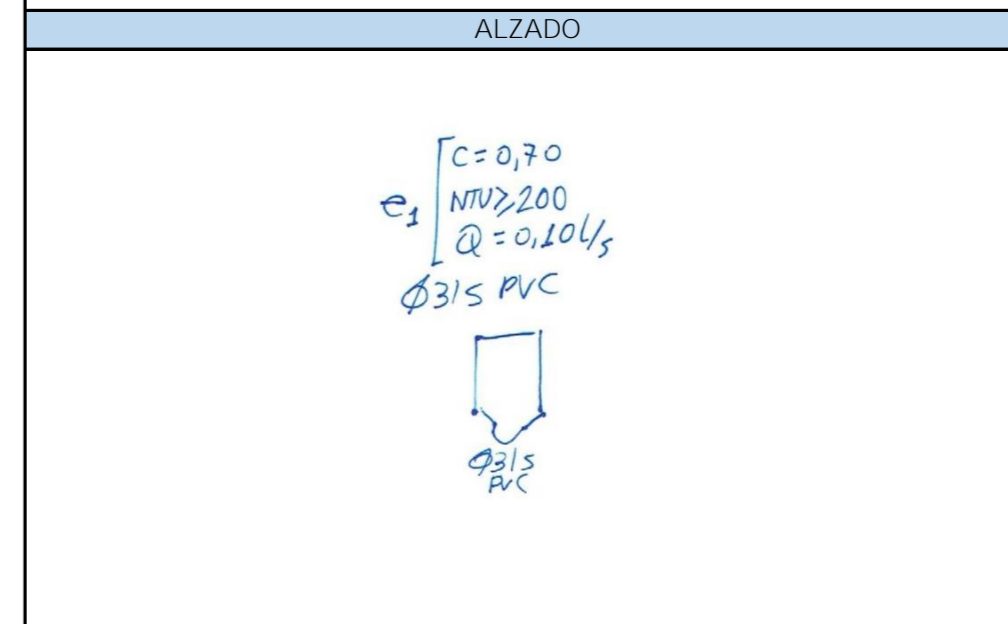 ALZADO
e1
C=0,70
NTU≥200
Q=0,10l/s
Ø315 PVC
Ø315
PVC